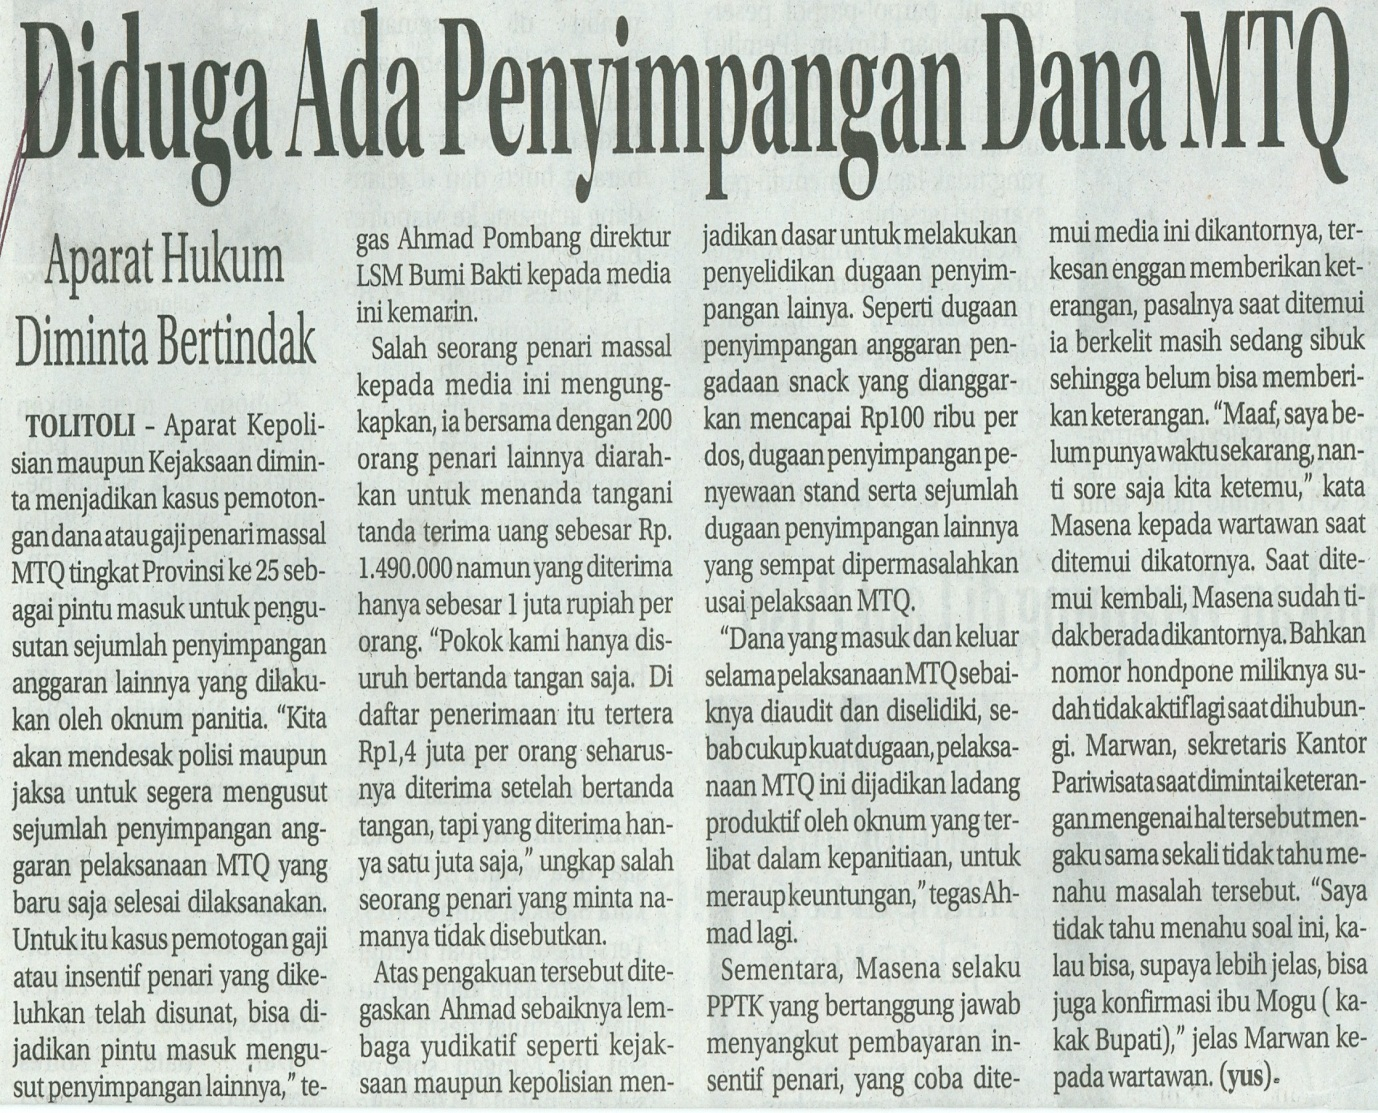 Diduga Ada Penyimpangan Dana MTQ
Aparat Hukum
Diminta Bertindak
TOLITOLI – Aparat Kepoli-
sian maupun Kejaksaan dimin-
ta menjadikan kasus pemoton-
gan dana atau gaji penari massal
MTQ tingkat Provinsi ke 25 seb-
agai pintu masuk untuk pengu-
sutan sejumlah penyimpangan
anggaran lainnya yang dilaku-
kan oleh oknum panitia. “Kita
akan mendesak polisi maupun
jaksa untuk segera mengusut
sejumlah penyimpangan ang-
garan pelaksanaan MTQ yang
baru saja selesai dilaksanakan.
Untuk itu kasus pemotogan gaji
atau insentif penari yang dike-
luhkan telah disunat, bisa di-
jadikan pintu masuk mengu-
sut penyimpangan lainnya,” te-
gas Ahmad Pombang direktur
LSM Bumi Bakti kepada media
ini kemarin.
Salah seorang penari massal
kepada media ini mengung-
kapkan, ia bersama dengan 200
orang penari lainnya diarah-
kan untuk menanda tangani
tanda terima uang sebesar Rp.
1.490.000 namun yang diterima
hanya sebesar 1 juta rupiah per
orang. “Pokok kami hanya dis-
uruh bertanda tangan saja. Di
daftar penerimaan itu tertera
Rp1,4 juta per orang seharus-
nya diterima setelah bertanda
tangan, tapi yang diterima han-
ya satu juta saja,” ungkap salah
seorang penari yang minta na-
manya tidak disebutkan.
Atas pengakuan tersebut dite-
gaskan Ahmad sebaiknya lem-
baga yudikatif seperti kejak-
saan maupun kepolisian men-
jadikan dasar untuk melakukan
penyelidikan dugaan penyim-
pangan lainya. Seperti dugaan
penyimpangan anggaran pen-
gadaan snack yang dianggar-
kan mencapai Rp100 ribu per
dos, dugaan penyimpangan pe-
nyewaan stand serta sejumlah
dugaan penyimpangan lainnya
yang sempat dipermasalahkan
usai pelaksaan MTQ.
“Dana yang masuk dan keluar
selama pelaksanaan MTQ sebai-
knya diaudit dan diselidiki, se-
bab cukup kuat dugaan, pelaksa-
naan MTQ ini dijadikan ladang
produktif oleh oknum yang ter-
libat dalam kepanitiaan, untuk
meraup keuntungan,” tegas Ah-
mad lagi.
Sementara, Masena selaku
PPTK yang bertanggung jawab
menyangkut pembayaran in-
sentif penari, yang coba dite-
mui media ini dikantornya, ter-
kesan enggan memberikan ket-
erangan, pasalnya saat ditemui
ia berkelit masih sedang sibuk
sehingga belum bisa memberi-
kan keterangan. “Maaf, saya be-
lum punya waktu sekarang, nan-
ti sore saja kita ketemu,” kata
Masena kepada wartawan saat
ditemui dikatornya. Saat dite-
mui kembali, Masena sudah ti-
dak berada dikantornya. Bahkan
nomor hondpone miliknya su-
dah tidak aktif lagi saat dihubun-
gi. Marwan, sekretaris Kantor
Pariwisata saat dimintai keteran-
gan mengenai hal tersebut men-
gaku sama sekali tidak tahu me-
nahu masalah tersebut. “Saya
tidak tahu menahu soal ini, ka-
lau bisa, supaya lebih jelas, bisa
juga konfirmasi ibu Mogu ( ka-
kak Bupati),” jelas Marwan ke-
pada wartawan. (yus).